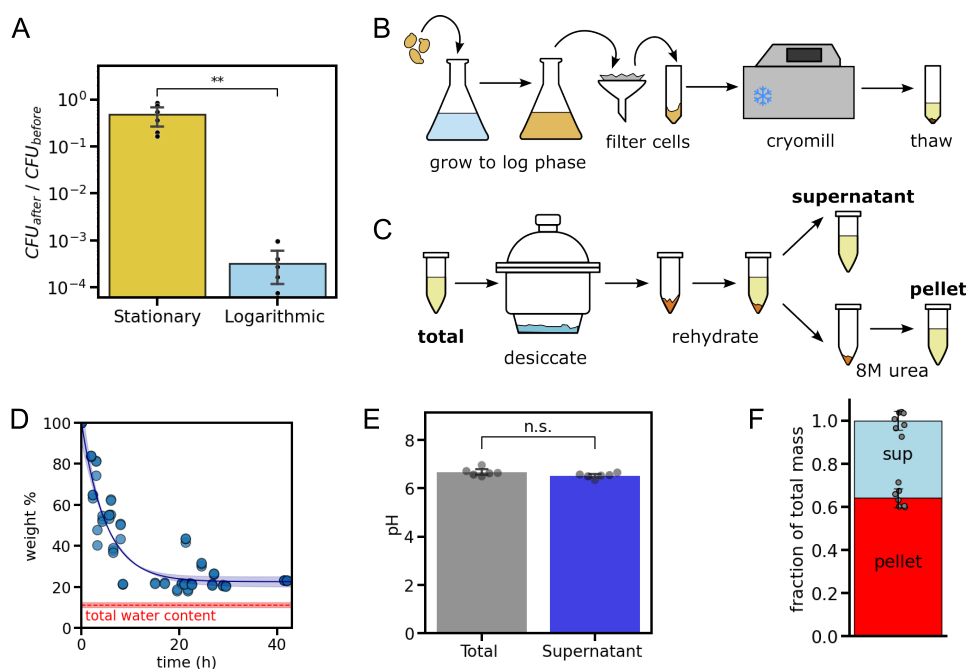 A
**
CFU_after / CFU_before
10^0
10^-1
10^-2
10^-3
10^-4
Stationary
Logarithmic
B
grow to log phase
filter cells
cryomill
thaw
C
total
desiccate
rehydrate
supernatant
pellet
8M urea
D
weight %
100
80
60
40
20
0
total water content
0
20
40
time (h)
E
n.s.
pH
8
6
4
2
0
Total
Supernatant
F
fraction of total mass
1.0
0.8
0.6
0.4
0.2
0.0
sup
pellet